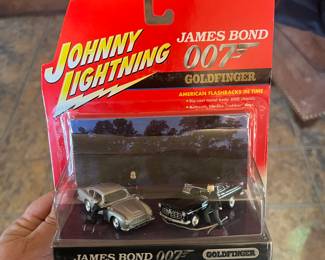 JOHNNY
LIGHTNING
JAMES BOND
007
GOLDFINGER
AMERICAN FLASHBACKS IN TIME
JAMES BOND 007 GOLDFINGER